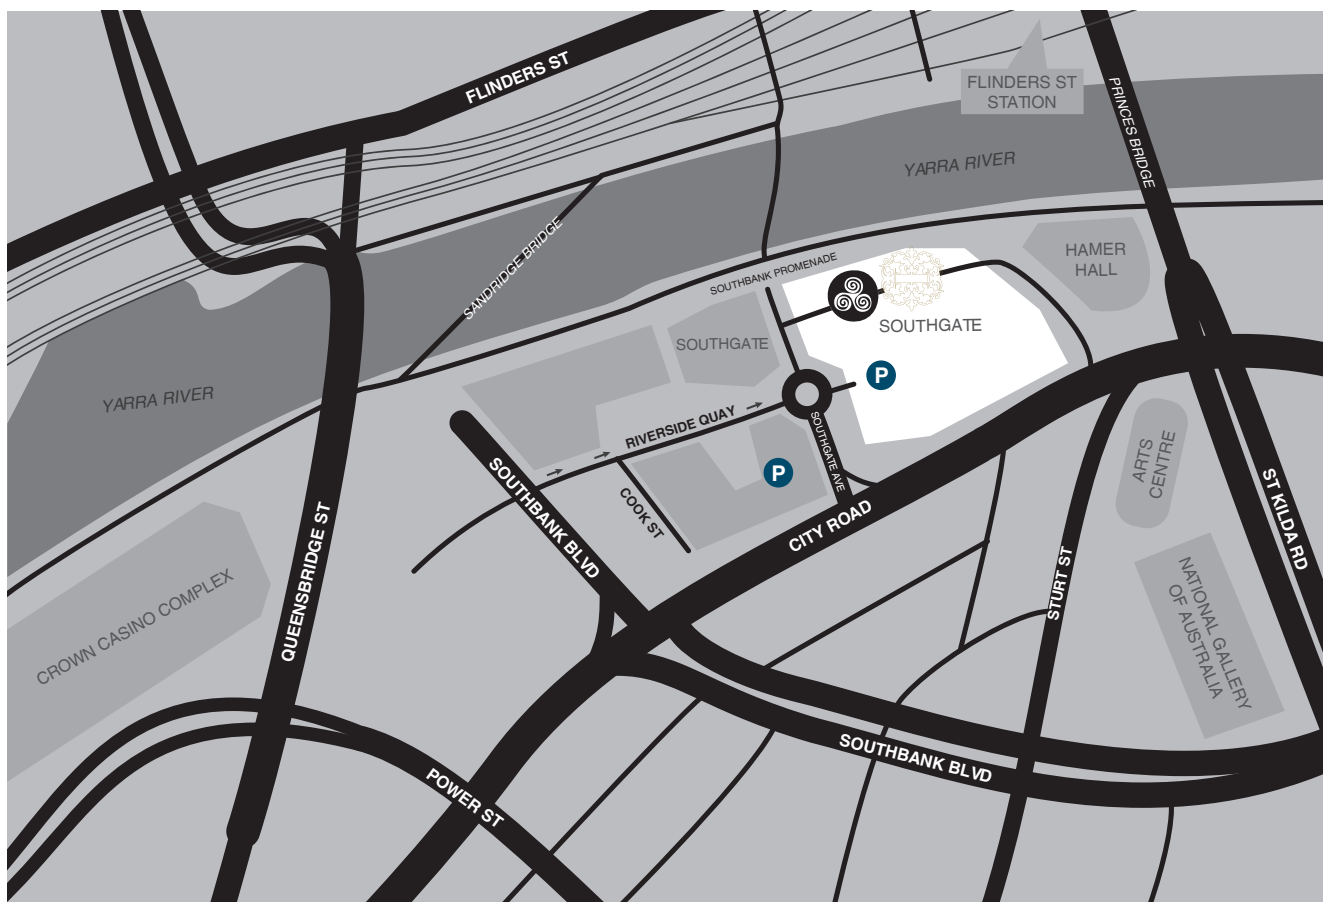 FLINDERS ST
FLINDERS ST
STATION
PRINCES BRIDGE
YARRA RIVER
SANDRIDGE BRIDGE
HAMER
HALL
SOUTHBANK PROMENADE
SOUTHGATE
SOUTHGATE
P
YARRA RIVER
RIVERSIDE QUAY
SOUTHGATE AVE
P
SOUTHBANK BLVD
COOK ST
CITY ROAD
ARTS
CENTRE
ST KILDA RD
QUEENSBRIDGE ST
CROWN CASINO COMPLEX
STURT ST
NATIONAL GALLERY
OF AUSTRALIA
SOUTHBANK BLVD
POWER ST